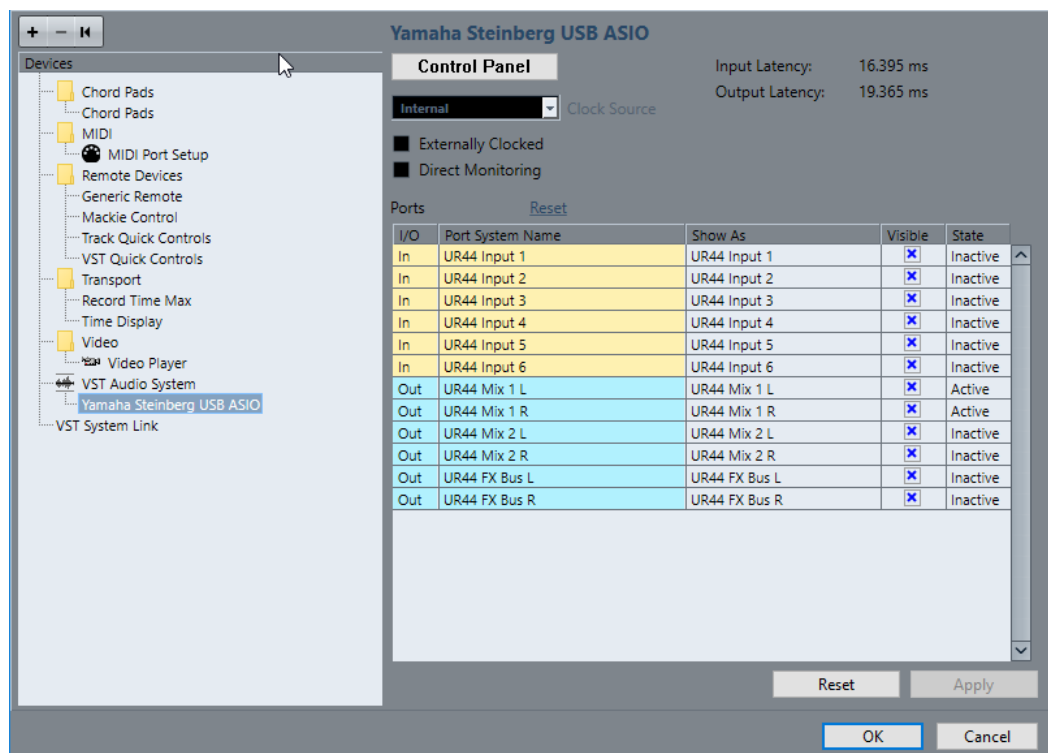 + − 
Devices
Chord Pads
Chord Pads
MIDI
MIDI Port Setup
Remote Devices
Generic Remote
Mackie Control
Track Quick Controls
VST Quick Controls
Transport
Record Time Max
Time Display
Video
Video Player
VST Audio System
Yamaha Steinberg USB ASIO
VST System Link
Yamaha Steinberg USB ASIO
Control Panel
Input Latency: 16.395 ms
Output Latency: 19.365 ms
Internal Clock Source
Externally Clocked
Direct Monitoring
Ports Reset
I/O Port System Name Show As Visible State
In UR44 Input 1 UR44 Input 1 Inactive
In UR44 Input 2 UR44 Input 2 Inactive
In UR44 Input 3 UR44 Input 3 Inactive
In UR44 Input 4 UR44 Input 4 Inactive
In UR44 Input 5 UR44 Input 5 Inactive
In UR44 Input 6 UR44 Input 6 Inactive
Out UR44 Mix 1 L UR44 Mix 1 L Active
Out UR44 Mix 1 R UR44 Mix 1 R Active
Out UR44 Mix 2 L UR44 Mix 2 L Inactive
Out UR44 Mix 2 R UR44 Mix 2 R Inactive
Out UR44 FX Bus L UR44 FX Bus L Inactive
Out UR44 FX Bus R UR44 FX Bus R Inactive
Reset Apply
OK Cancel